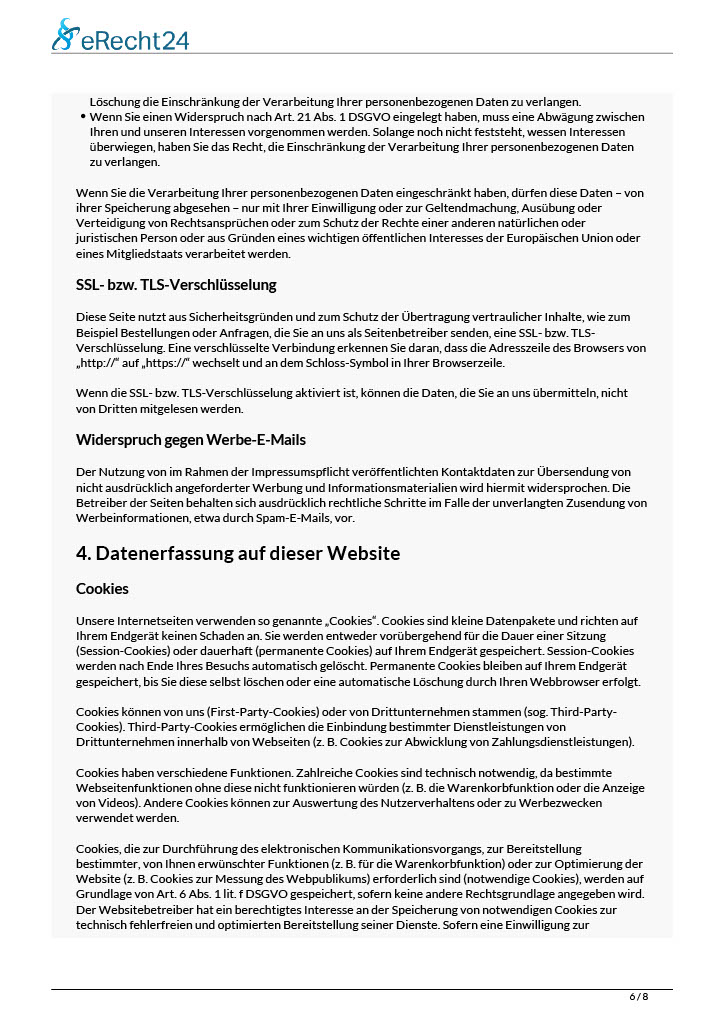 eRecht24
Löschung die Einschränkung der Verarbeitung Ihrer personenbezogenen Daten zu verlangen.
• Wenn Sie einen Widerspruch nach Art. 21 Abs. 1 DSGVO eingelegt haben, muss eine Abwägung zwischen
Ihren und unseren Interessen vorgenommen werden. Solange noch nicht feststeht, wessen Interessen
überwiegen, haben Sie das Recht, die Einschränkung der Verarbeitung Ihrer personenbezogenen Daten
zu verlangen.
Wenn Sie die Verarbeitung Ihrer personenbezogenen Daten eingeschränkt haben, dürfen diese Daten – von
ihrer Speicherung abgesehen – nur mit Ihrer Einwilligung oder zur Geltendmachung, Ausübung oder
Verteidigung von Rechtsansprüchen oder zum Schutz der Rechte einer anderen natürlichen oder
juristischen Person oder aus Gründen eines wichtigen öffentlichen Interesses der Europäischen Union oder
eines Mitgliedstaats verarbeitet werden.
SSL- bzw. TLS-Verschlüsselung
Diese Seite nutzt aus Sicherheitsgründen und zum Schutz der Übertragung vertraulicher Inhalte, wie zum
Beispiel Bestellungen oder Anfragen, die Sie an uns als Seitenbetreiber senden, eine SSL- bzw. TLS-
Verschlüsselung. Eine verschlüsselte Verbindung erkennen Sie daran, dass die Adresszeile des Browsers von
„http://“ auf „https://“ wechselt und an dem Schloss-Symbol in Ihrer Browserzeile.
Wenn die SSL- bzw. TLS-Verschlüsselung aktiviert ist, können die Daten, die Sie an uns übermitteln, nicht
von Dritten mitgelesen werden.
Widerspruch gegen Werbe-E-Mails
Der Nutzung von im Rahmen der Impressumspflicht veröffentlichten Kontaktdaten zur Übersendung von
nicht ausdrücklich angeforderter Werbung und Informationsmaterialien wird hiermit widersprochen. Die
Betreiber der Seiten behalten sich ausdrücklich rechtliche Schritte im Falle der unverlangten Zusendung von
Werbeinformationen, etwa durch Spam-E-Mails, vor.
4. Datenerfassung auf dieser Website
Cookies
Unsere Internetseiten verwenden so genannte „Cookies“. Cookies sind kleine Datenpakete und richten auf
Ihrem Endgerät keinen Schaden an. Sie werden entweder vorübergehend für die Dauer einer Sitzung
(Session-Cookies) oder dauerhaft (permanente Cookies) auf Ihrem Endgerät gespeichert. Session-Cookies
werden nach Ende Ihres Besuchs automatisch gelöscht. Permanente Cookies bleiben auf Ihrem Endgerät
gespeichert, bis Sie diese selbst löschen oder eine automatische Löschung durch Ihren Webbrowser erfolgt.
Cookies können von uns (First-Party-Cookies) oder von Drittunternehmen stammen (sog. Third-Party-
Cookies). Third-Party-Cookies ermöglichen die Einbindung bestimmter Dienstleistungen von
Drittunternehmen innerhalb von Webseiten (z. B. Cookies zur Abwicklung von Zahlungsdienstleistungen).
Cookies haben verschiedene Funktionen. Zahlreiche Cookies sind technisch notwendig, da bestimmte
Webseitenfunktionen ohne diese nicht funktionieren würden (z. B. die Warenkorbfunktion oder die Anzeige
von Videos). Andere Cookies können zur Auswertung des Nutzerverhaltens oder zu Werbezwecken
verwendet werden.
Cookies, die zur Durchführung des elektronischen Kommunikationsvorgangs, zur Bereitstellung
bestimmter, von Ihnen erwünschter Funktionen (z. B. für die Warenkorbfunktion) oder zur Optimierung der
Website (z. B. Cookies zur Messung des Webpublikums) erforderlich sind (notwendige Cookies), werden auf
Grundlage von Art. 6 Abs. 1 lit. f DSGVO gespeichert, sofern keine andere Rechtsgrundlage angegeben wird.
Der Websitebetreiber hat ein berechtigtes Interesse an der Speicherung von notwendigen Cookies zur
technisch fehlerfreien und optimierten Bereitstellung seiner Dienste. Sofern eine Einwilligung zur
6 / 8